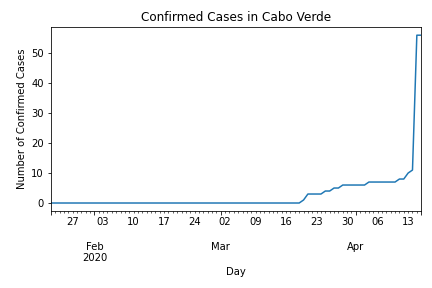 Confirmed Cases in Cabo Verde
Number of Confirmed Cases
50
40
30
20
10
0
27 03 10 17 24 02 09 16 23 30 06 13
Feb Mar Apr
2020
Day